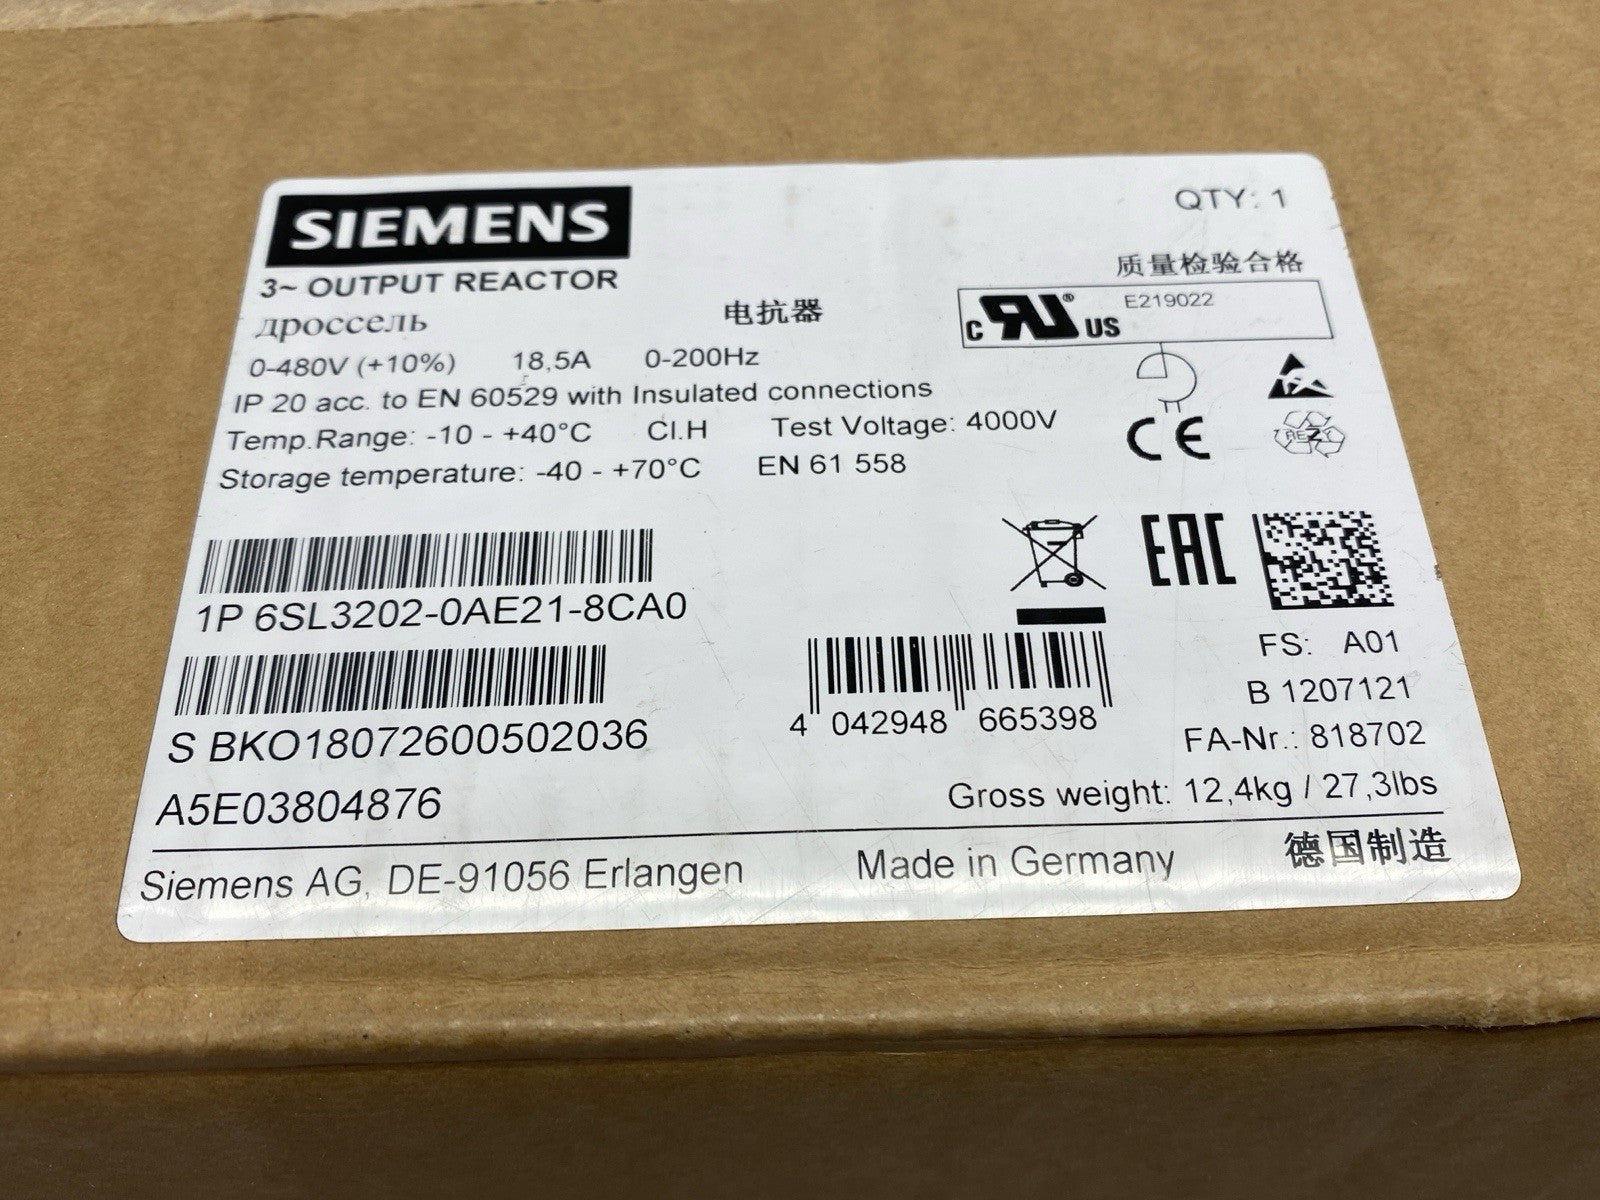 SIEMENS
QTY: 1
3~ OUTPUT REACTOR
质量检验合格
дроссель
电抗器
C RU ® US E219022
0-480V (+10%) 18,5A 0-200Hz
IP 20 acc. to EN 60529 with Insulated connections
Temp.Range: -10 - +40°C Cl.H Test Voltage: 4000V
CE
Storage temperature: -40 - +70°C EN 61 558
EAC
1P 6SL3202-0AE21-8CA0
FS: A01
B 1207121
4 042948 665398
S BKO18072600502036
FA-Nr.: 818702
A5E03804876
Gross weight: 12,4kg / 27,3lbs
Siemens AG, DE-91056 Erlangen
Made in Germany
德国制造